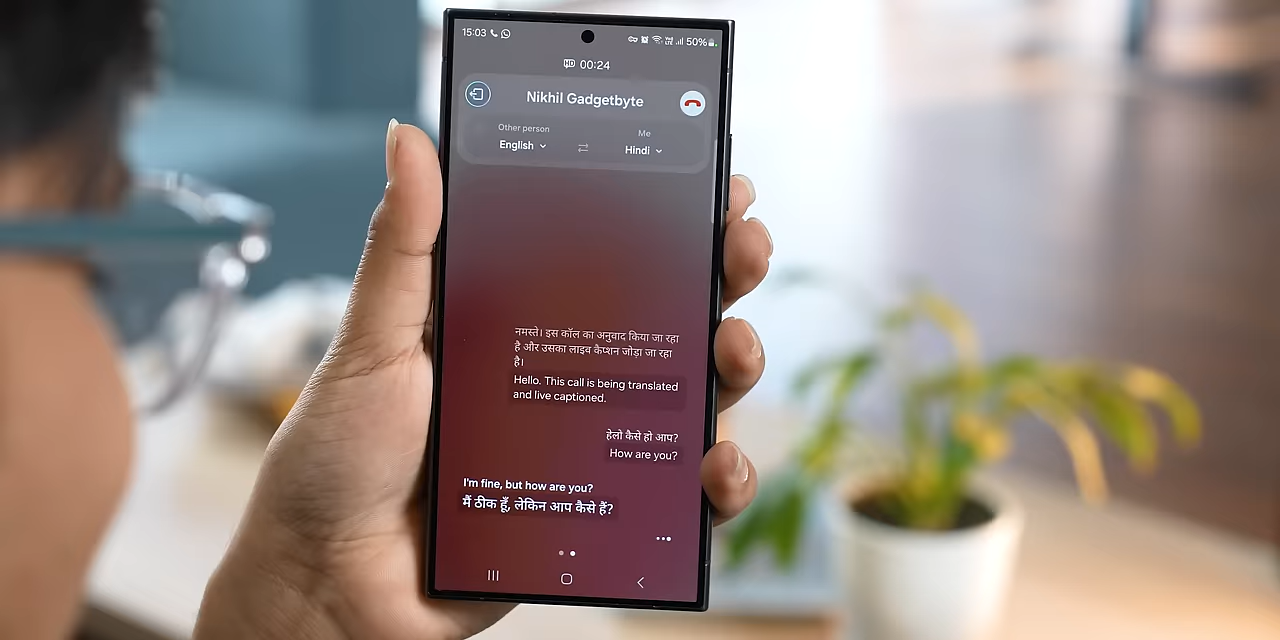 15:03 50%
HD 00:24
Nikhil Gadgetbyte
Other person Me
English Hindi
नमस्ते। इस कॉल का अनुवाद किया जा रहा
है और उसका लाइव कैप्शन जोड़ा जा रहा
है।
Hello. This call is being translated
and live captioned.
हेलो कैसे हो आप?
How are you?
I'm fine, but how are you?
मैं ठीक हूँ, लेकिन आप कैसे हैं?